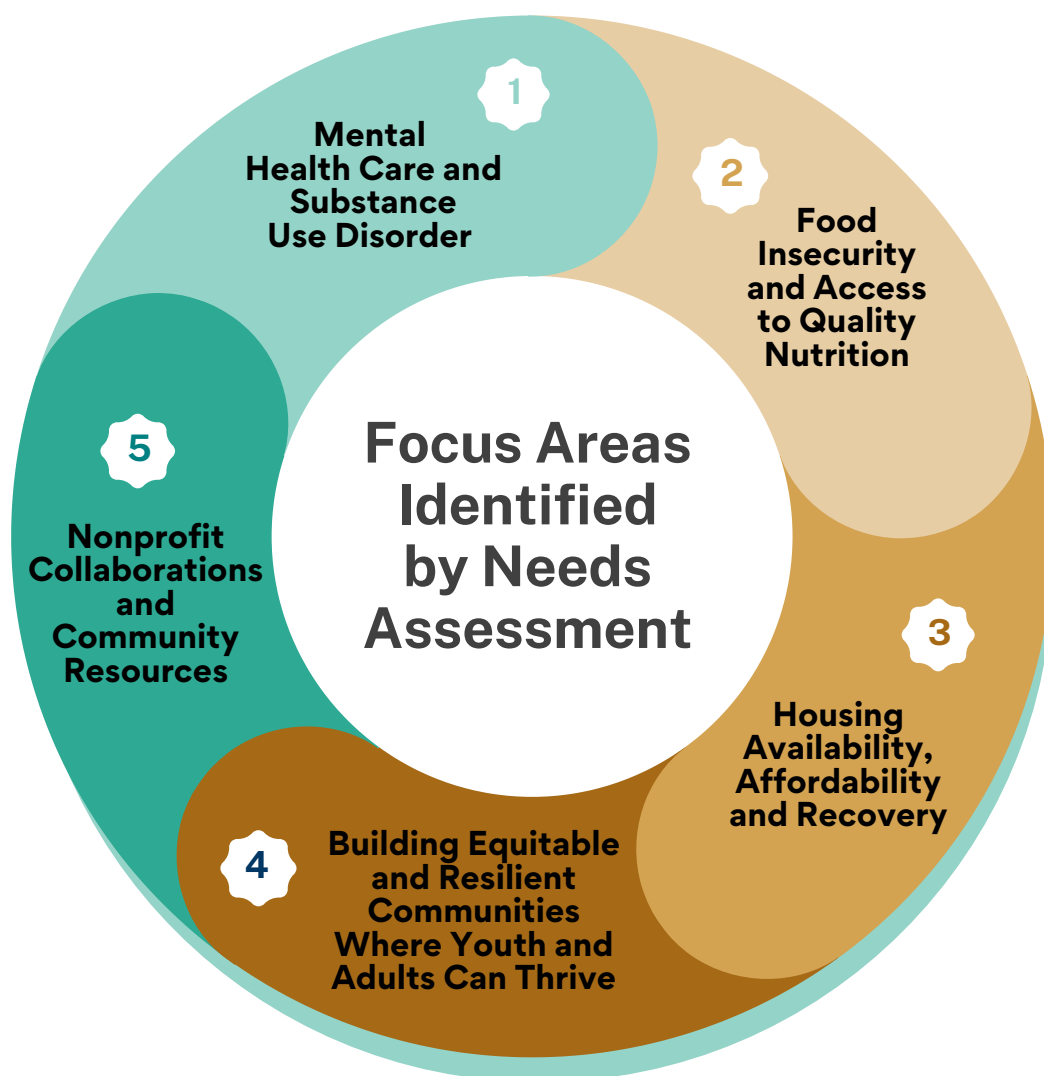 1
Mental
Health Care and
Substance
Use Disorder
2
Food
Insecurity
and Access
to Quality
Nutrition
3
Housing
Availability,
Affordability
and Recovery
4
Building Equitable
and Resilient
Communities
Where Youth and
Adults Can Thrive
5
Nonprofit
Collaborations
and
Community
Resources
Focus Areas
Identified
by Needs
Assessment